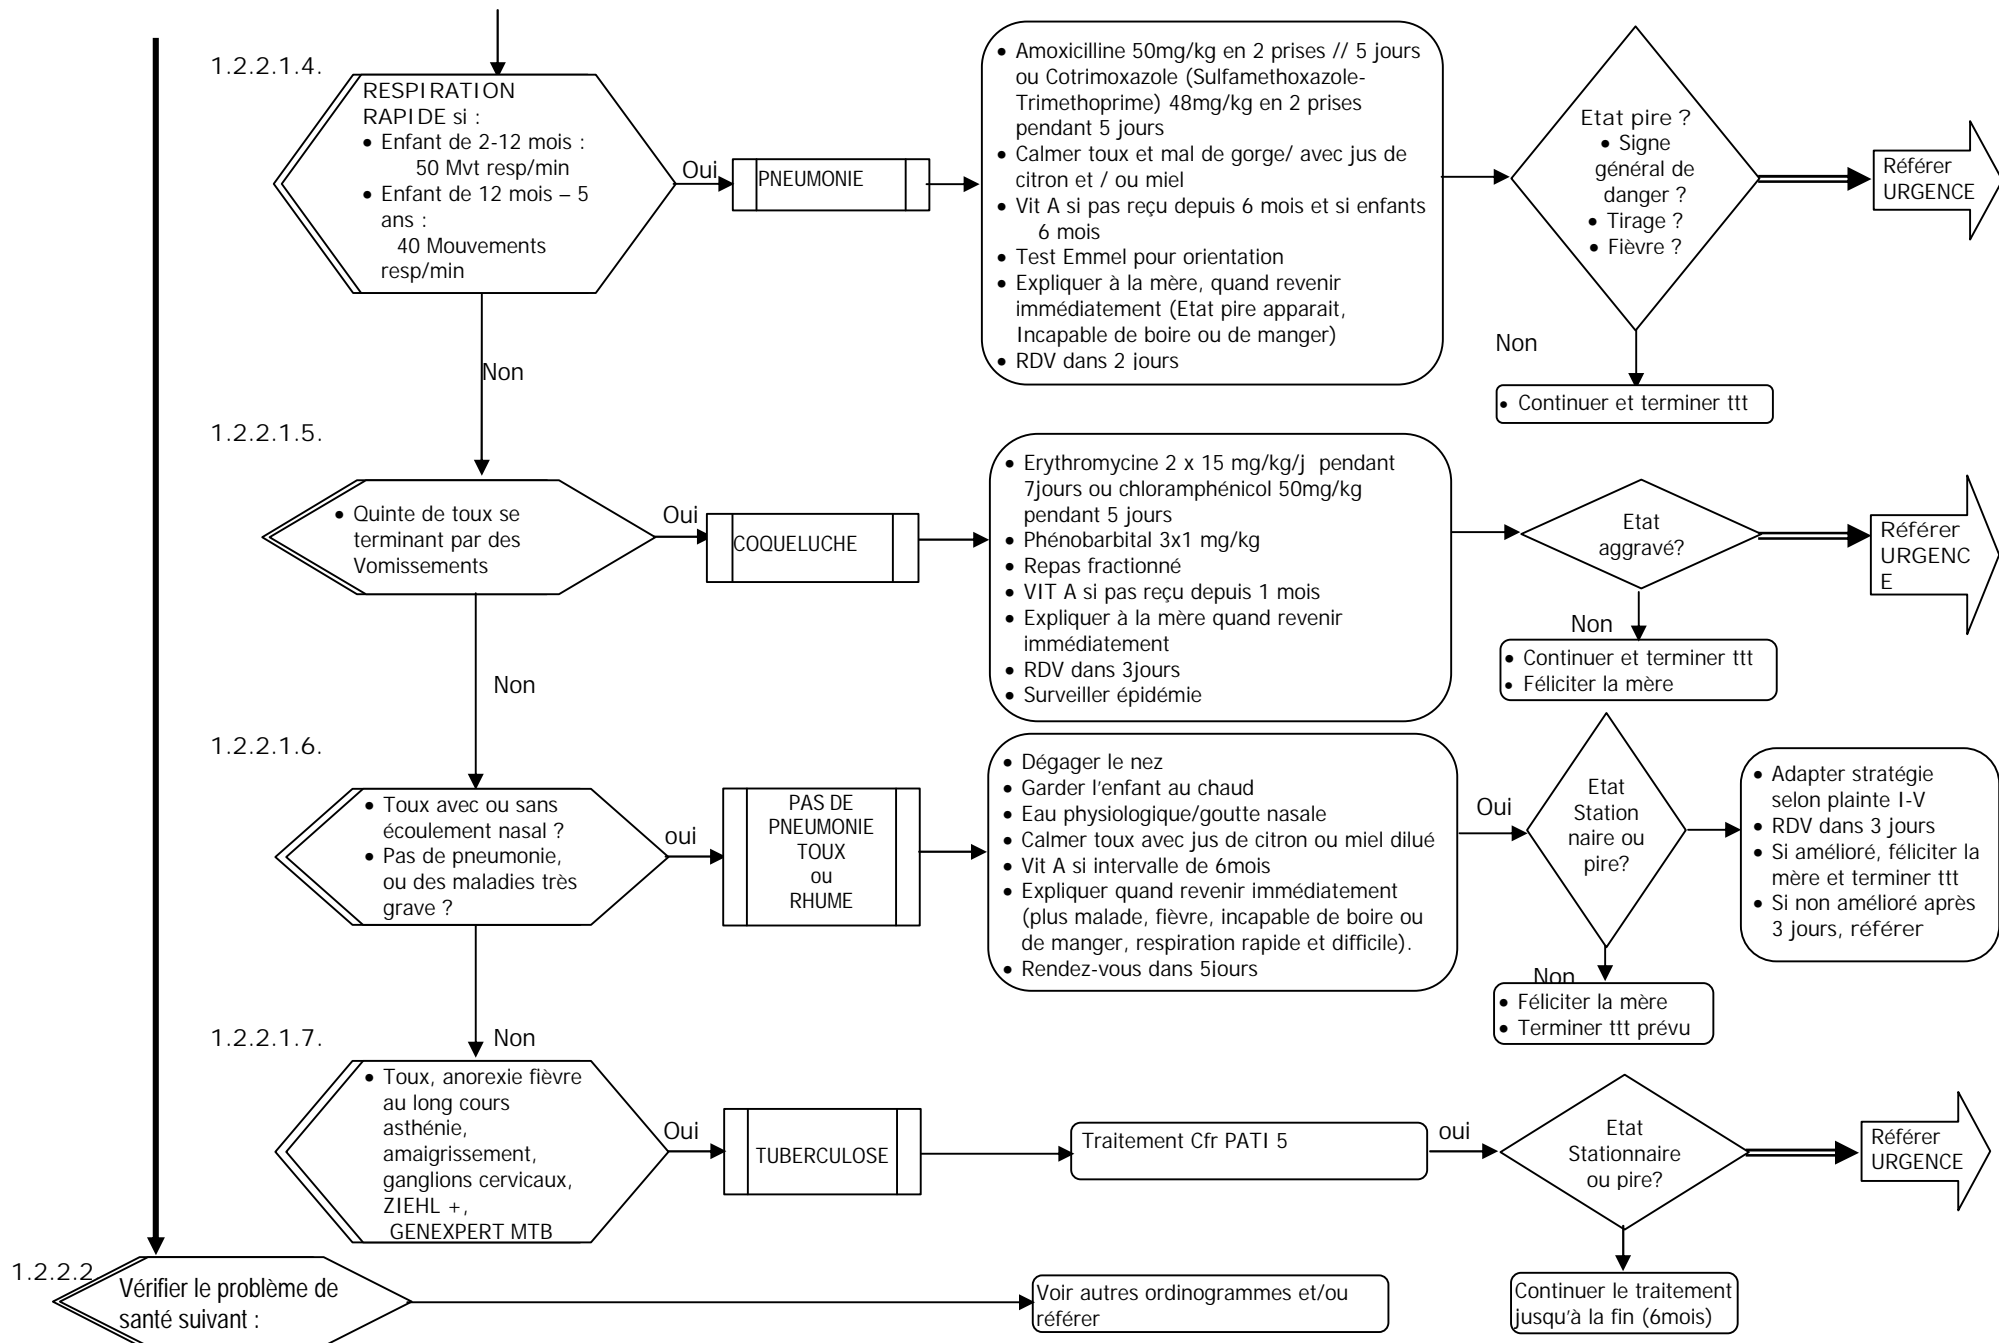 1.2.2.1.4.
RESPIRATION
RAPIDE si :
• Enfant de 2-12 mois :
50 Mvt resp/min
• Enfant de 12 mois – 5
ans :
40 Mouvements
resp/min
Oui
PNEUMONIE
• Amoxicilline 50mg/kg en 2 prises // 5 jours
ou Cotrimoxazole (Sulfamethoxazole-
Trimethoprime) 48mg/kg en 2 prises
pendant 5 jours
• Calmer toux et mal de gorge/ avec jus de
citron et / ou miel
• Vit A si pas reçu depuis 6 mois et si enfants
6 mois
• Test Emmel pour orientation
• Expliquer à la mère, quand revenir
immédiatement (Etat pire apparait,
Incapable de boire ou de manger)
• RDV dans 2 jours
Etat pire ?
• Signe
général de
danger ?
• Tirage ?
• Fièvre ?
Référer
URGENCE
Non
• Continuer et terminer ttt
Non
1.2.2.1.5.
• Quinte de toux se
terminant par des
Vomissements
Oui
COQUELUCHE
• Erythromycine 2 x 15 mg/kg/j pendant
7jours ou chloramphénicol 50mg/kg
pendant 5 jours
• Phénobarbital 3x1 mg/kg
• Repas fractionné
• VIT A si pas reçu depuis 1 mois
• Expliquer à la mère quand revenir
immédiatement
• RDV dans 3jours
• Surveiller épidémie
Etat
aggravé?
Référer
URGENC
E
Non
• Continuer et terminer ttt
• Féliciter la mère
Non
1.2.2.1.6.
• Toux avec ou sans
écoulement nasal ?
• Pas de pneumonie,
ou des maladies très
grave ?
oui
PAS DE
PNEUMONIE
TOUX
ou
RHUME
• Dégager le nez
• Garder l'enfant au chaud
• Eau physiologique/goutte nasale
• Calmer toux avec jus de citron ou miel dilué
• Vit A si intervalle de 6mois
• Expliquer quand revenir immédiatement
(plus malade, fièvre, incapable de boire ou
de manger, respiration rapide et difficile).
• Rendez-vous dans 5jours
Oui
Etat
Station
naire ou
pire?
• Adapter stratégie
selon plainte I-V
• RDV dans 3 jours
• Si amélioré, féliciter la
mère et terminer ttt
• Si non amélioré après
3 jours, référer
Non
• Féliciter la mère
• Terminer ttt prévu
Non
1.2.2.1.7.
• Toux, anorexie fièvre
au long cours
asthénie,
amaigrissement,
ganglions cervicaux,
ZIEHL +,
GENEXPERT MTB
Oui
TUBERCULOSE
Traitement Cfr PATI 5
oui
Etat
Stationnaire
ou pire?
Référer
URGENCE
Continuer le traitement
jusqu'à la fin (6mois)
1.2.2.2
Vérifier le problème de
santé suivant :
Voir autres ordinogrammes et/ou
référer